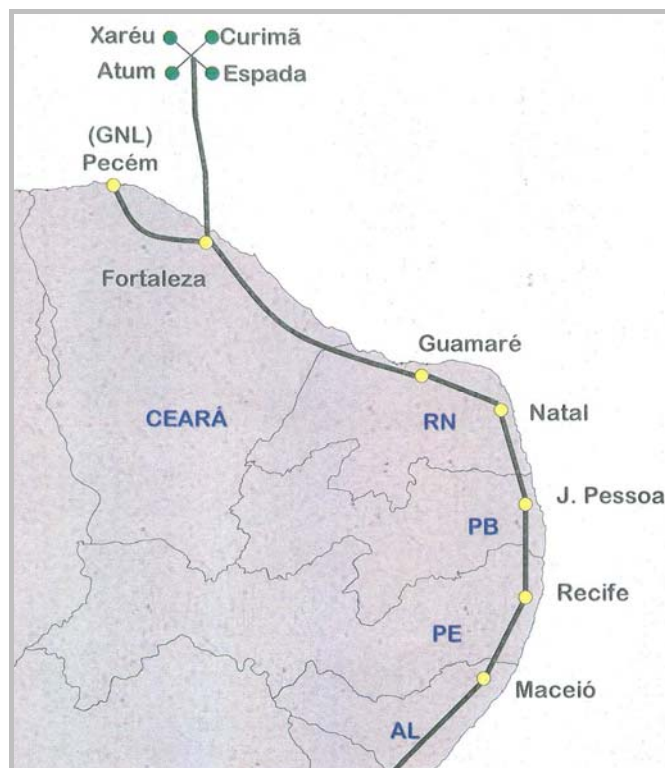 Xaréu
Curimã
Atum
Espada
(GNL)
Pecém
Fortaleza
Guamaré
CEARÁ
RN
Natal
J. Pessoa
PB
Recife
PE
Maceió
AL